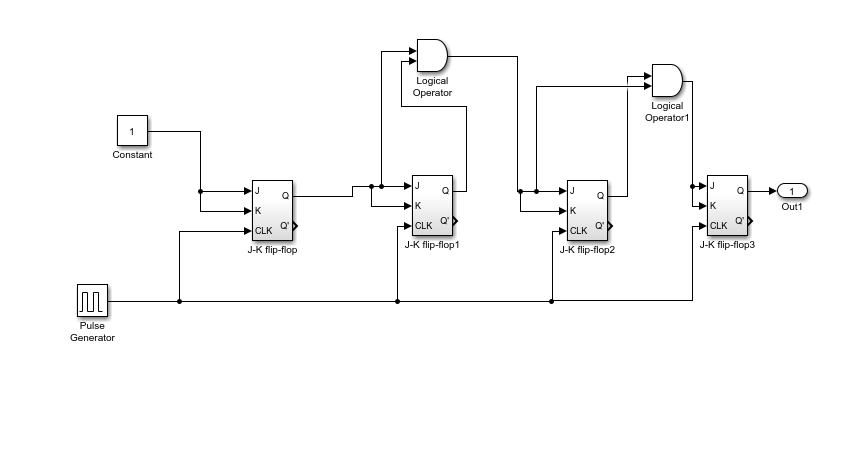 Logical
Operator
Logical
Operator1
1
Constant
J
Q
K
Q'
CLK
J-K flip-flop
J
Q
K
Q'
CLK
J-K flip-flop1
J
Q
K
Q'
CLK
J-K flip-flop2
J
Q
K
Q'
CLK
J-K flip-flop3
1
Out1
Pulse
Generator